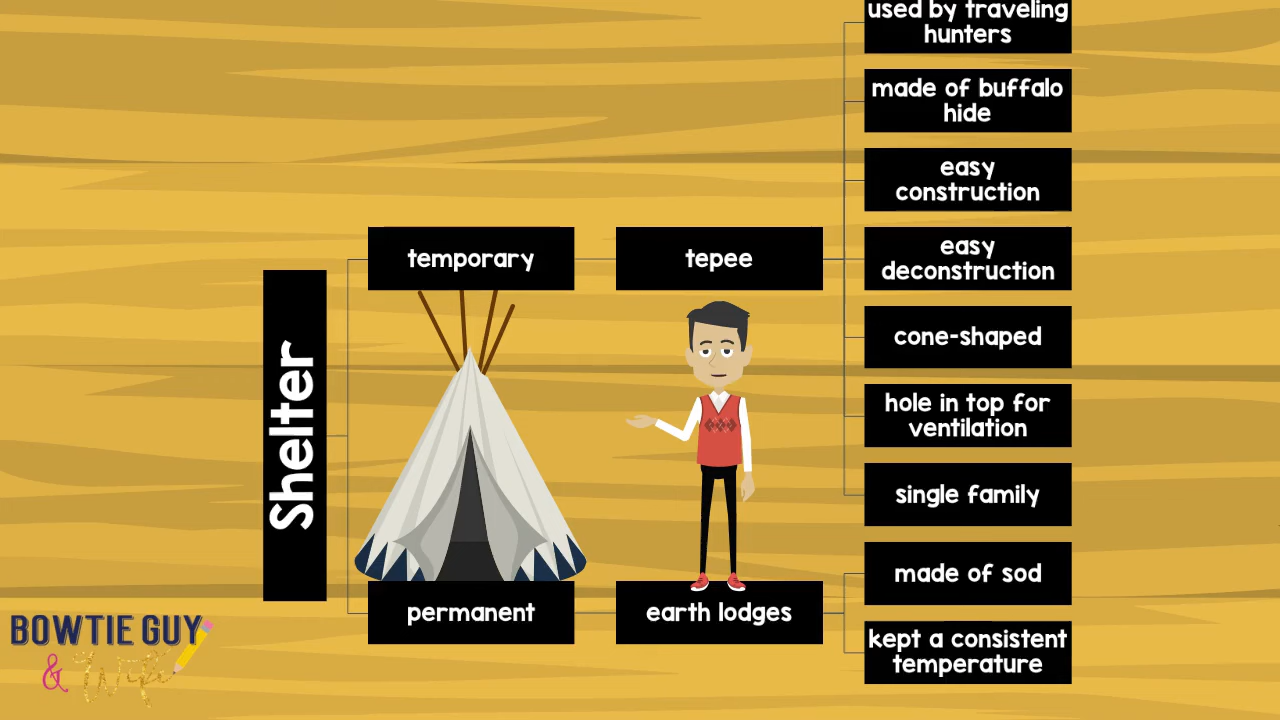 used by traveling
hunters
made of buffalo
hide
easy
construction
temporary
tepee
easy
deconstruction
Shelter
cone-shaped
hole in top for
ventilation
single family
made of sod
permanent
earth lodges
kept a consistent
temperature
BOWTIE GUY
& Wife